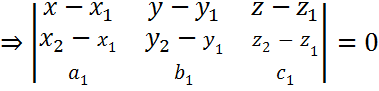 x − x₁ y − y₁ z − z₁
⇒ | x₂ − x₁ y₂ − y₁ z₂ − z₁ | = 0
a₁ b₁ c₁